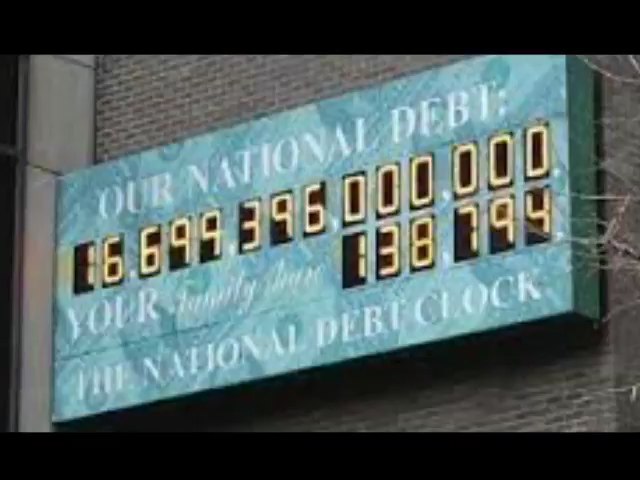 OUR NATIONAL DEBT:
16,699,396,000,000.
YOUR family share 138,794.
THE NATIONAL DEBT CLOCK